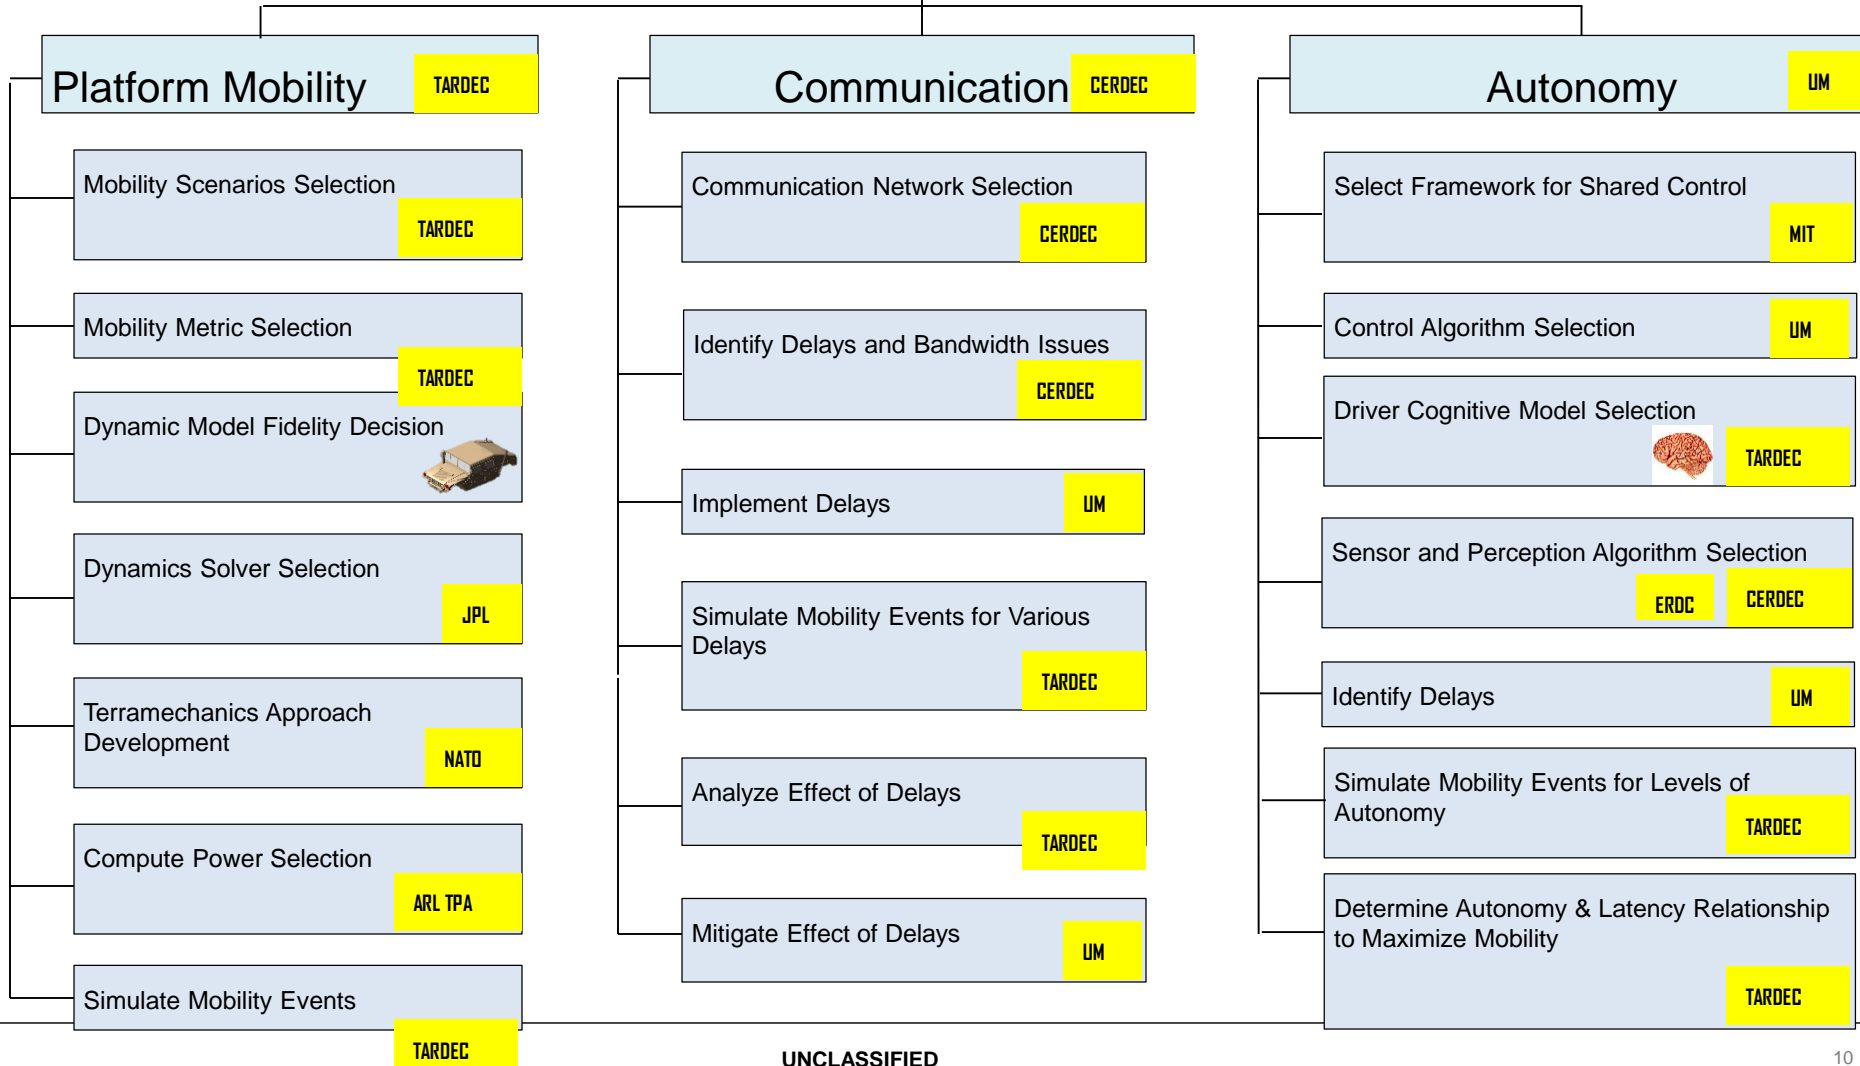 Platform Mobility
TARDEC
Mobility Scenarios Selection
TARDEC
Mobility Metric Selection
TARDEC
Dynamic Model Fidelity Decision
Dynamics Solver Selection
JPL
Terramechanics Approach
Development
NATO
Compute Power Selection
ARL TPA
Simulate Mobility Events
TARDEC
Communication
CERDEC
Communication Network Selection
CERDEC
Identify Delays and Bandwidth Issues
CERDEC
Implement Delays
UM
Simulate Mobility Events for Various
Delays
TARDEC
Analyze Effect of Delays
TARDEC
Mitigate Effect of Delays
UM
Autonomy
UM
Select Framework for Shared Control
MIT
Control Algorithm Selection
UM
Driver Cognitive Model Selection
TARDEC
Sensor and Perception Algorithm Selection
ERDC
CERDEC
Identify Delays
UM
Simulate Mobility Events for Levels of
Autonomy
TARDEC
Determine Autonomy & Latency Relationship
to Maximize Mobility
TARDEC
UNCLASSIFIED
10